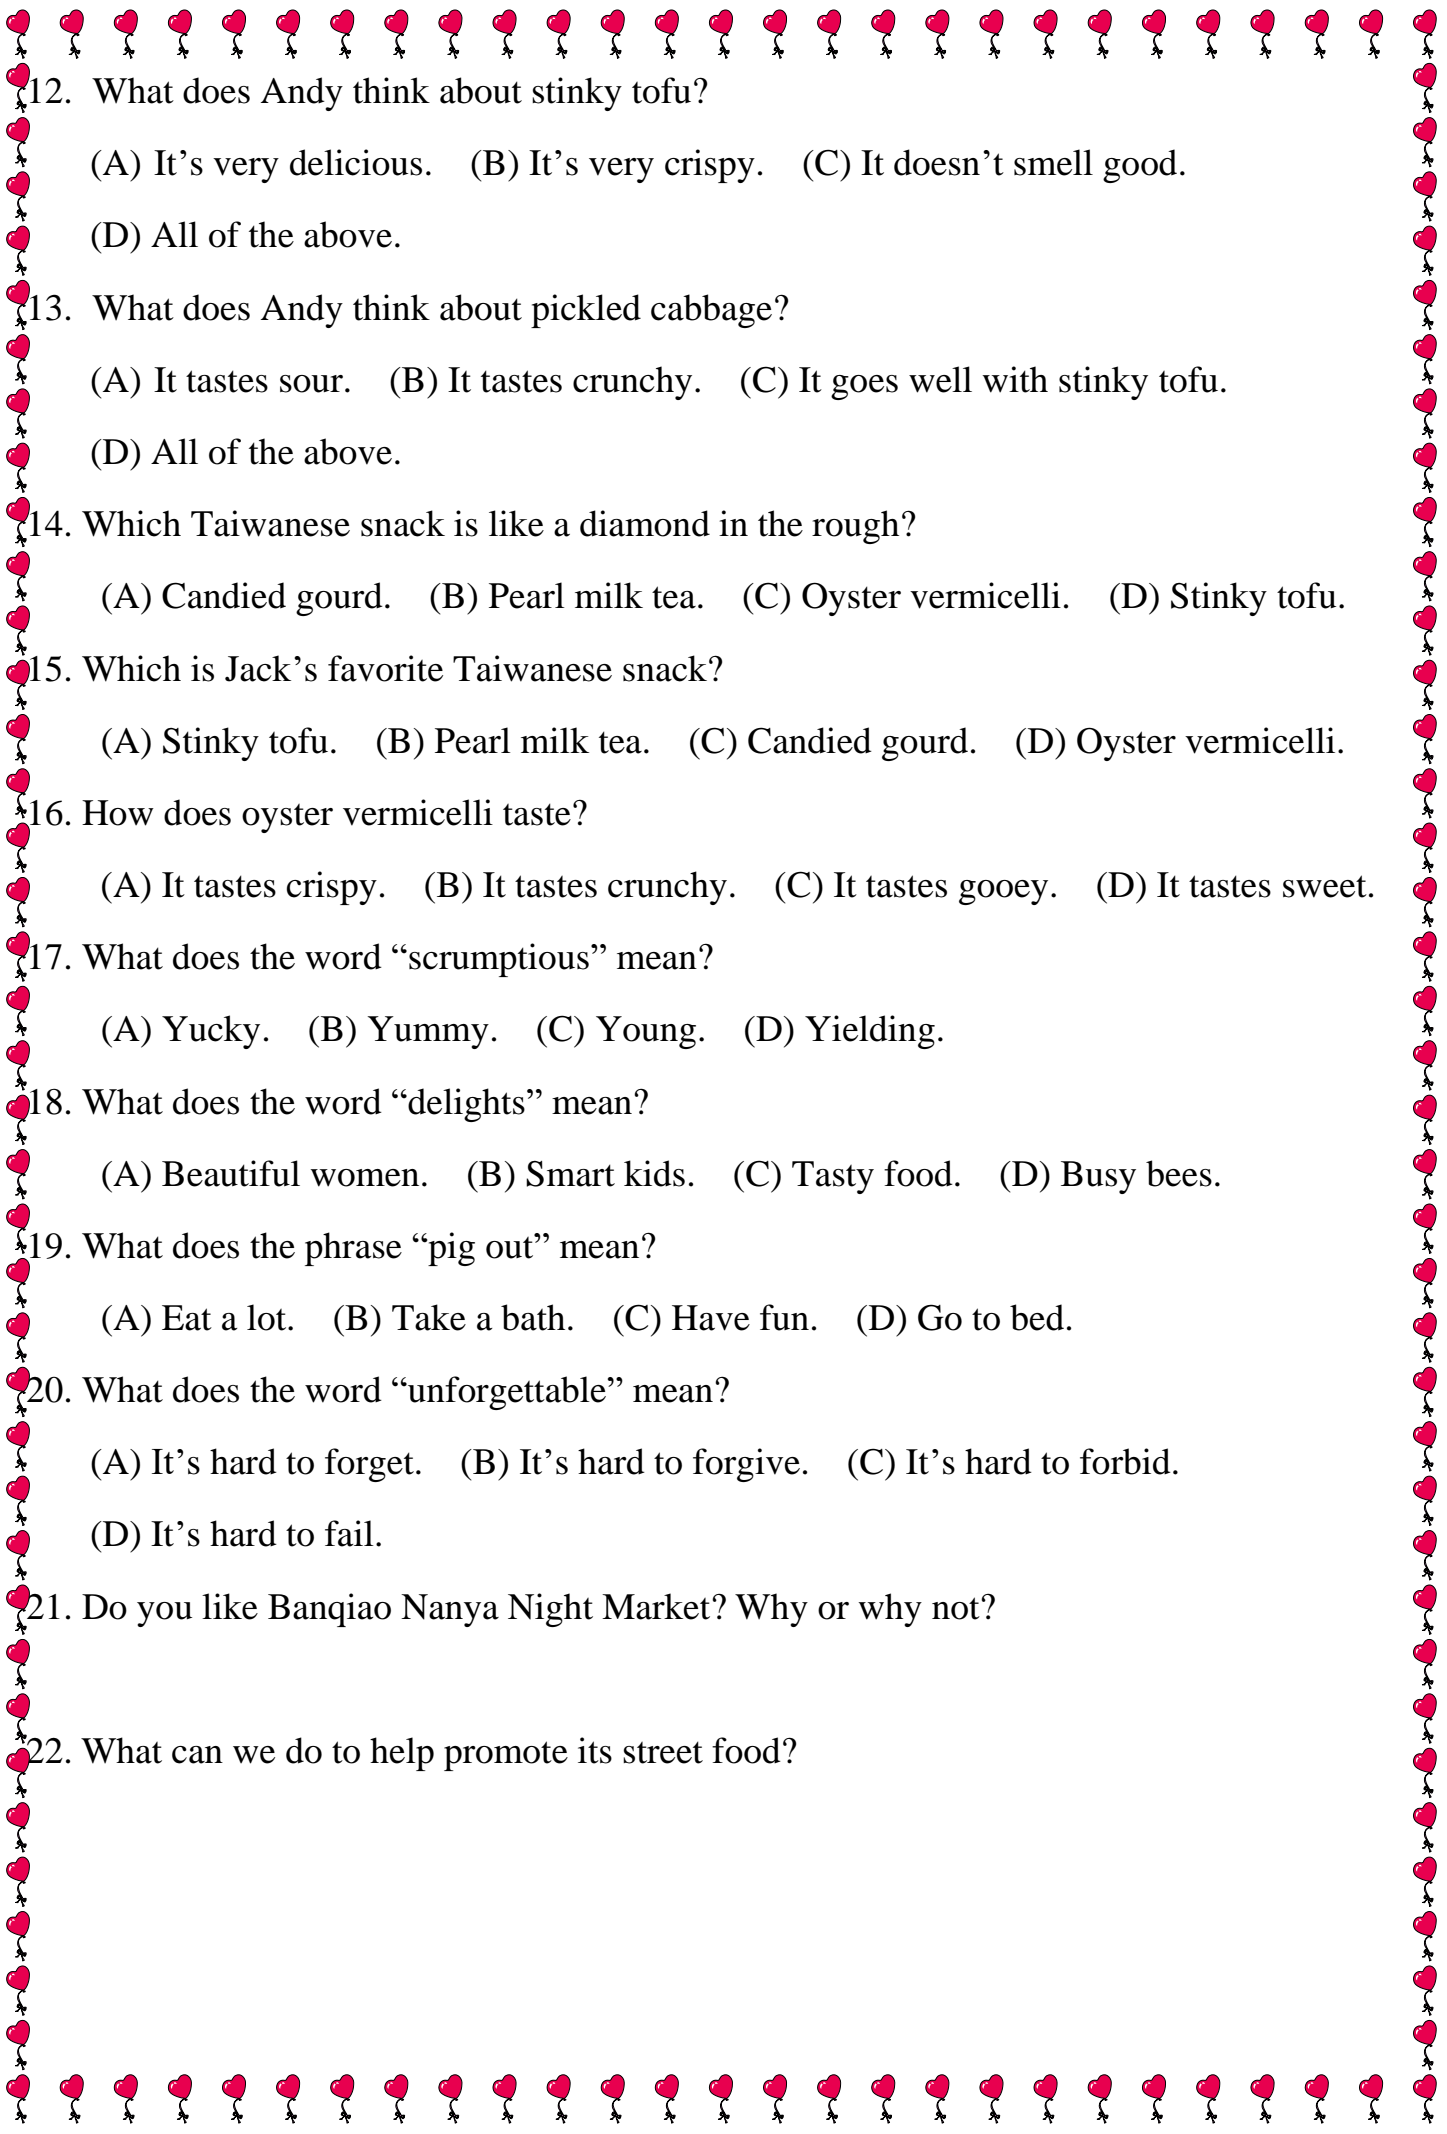 12. What does Andy think about stinky tofu?
(A) It’s very delicious. (B) It’s very crispy. (C) It doesn’t smell good.
(D) All of the above.
13. What does Andy think about pickled cabbage?
(A) It tastes sour. (B) It tastes crunchy. (C) It goes well with stinky tofu.
(D) All of the above.
14. Which Taiwanese snack is like a diamond in the rough?
(A) Candied gourd. (B) Pearl milk tea. (C) Oyster vermicelli. (D) Stinky tofu.
15. Which is Jack’s favorite Taiwanese snack?
(A) Stinky tofu. (B) Pearl milk tea. (C) Candied gourd. (D) Oyster vermicelli.
16. How does oyster vermicelli taste?
(A) It tastes crispy. (B) It tastes crunchy. (C) It tastes gooey. (D) It tastes sweet.
17. What does the word “scrumptious” mean?
(A) Yucky. (B) Yummy. (C) Young. (D) Yielding.
18. What does the word “delights” mean?
(A) Beautiful women. (B) Smart kids. (C) Tasty food. (D) Busy bees.
19. What does the phrase “pig out” mean?
(A) Eat a lot. (B) Take a bath. (C) Have fun. (D) Go to bed.
20. What does the word “unforgettable” mean?
(A) It’s hard to forget. (B) It’s hard to forgive. (C) It’s hard to forbid.
(D) It’s hard to fail.
21. Do you like Banqiao Nanya Night Market? Why or why not?
22. What can we do to help promote its street food?